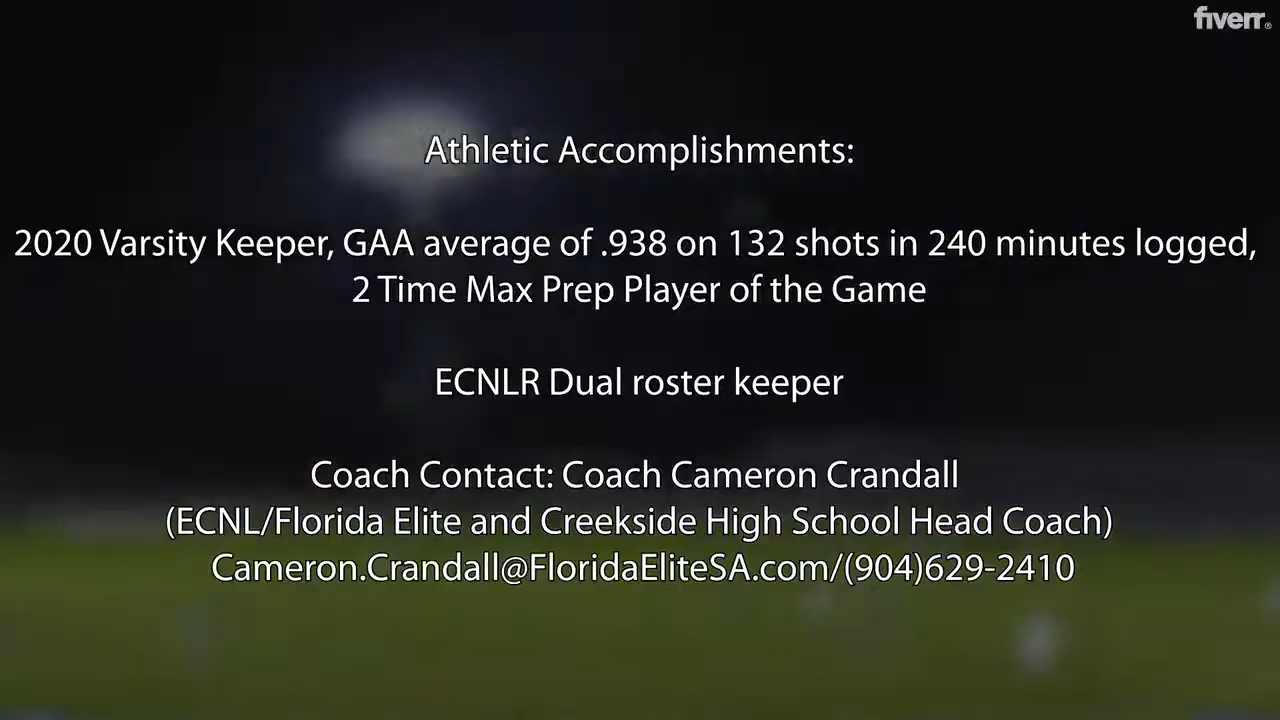 fiverr®
Athletic Accomplishments:
2020 Varsity Keeper, GAA average of .938 on 132 shots in 240 minutes logged,
2 Time Max Prep Player of the Game
ECNLR Dual roster keeper
Coach Contact: Coach Cameron Crandall
(ECNL/Florida Elite and Creekside High School Head Coach)
Cameron.Crandall@FloridaEliteSA.com/(904)629-2410